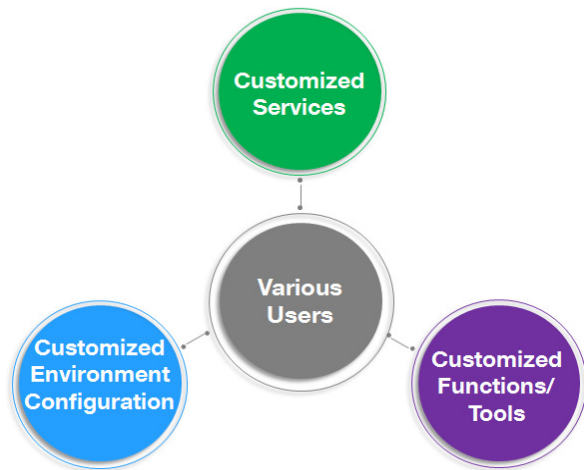 Customized
Services
Various
Users
Customized
Environment
Configuration
Customized
Functions/
Tools